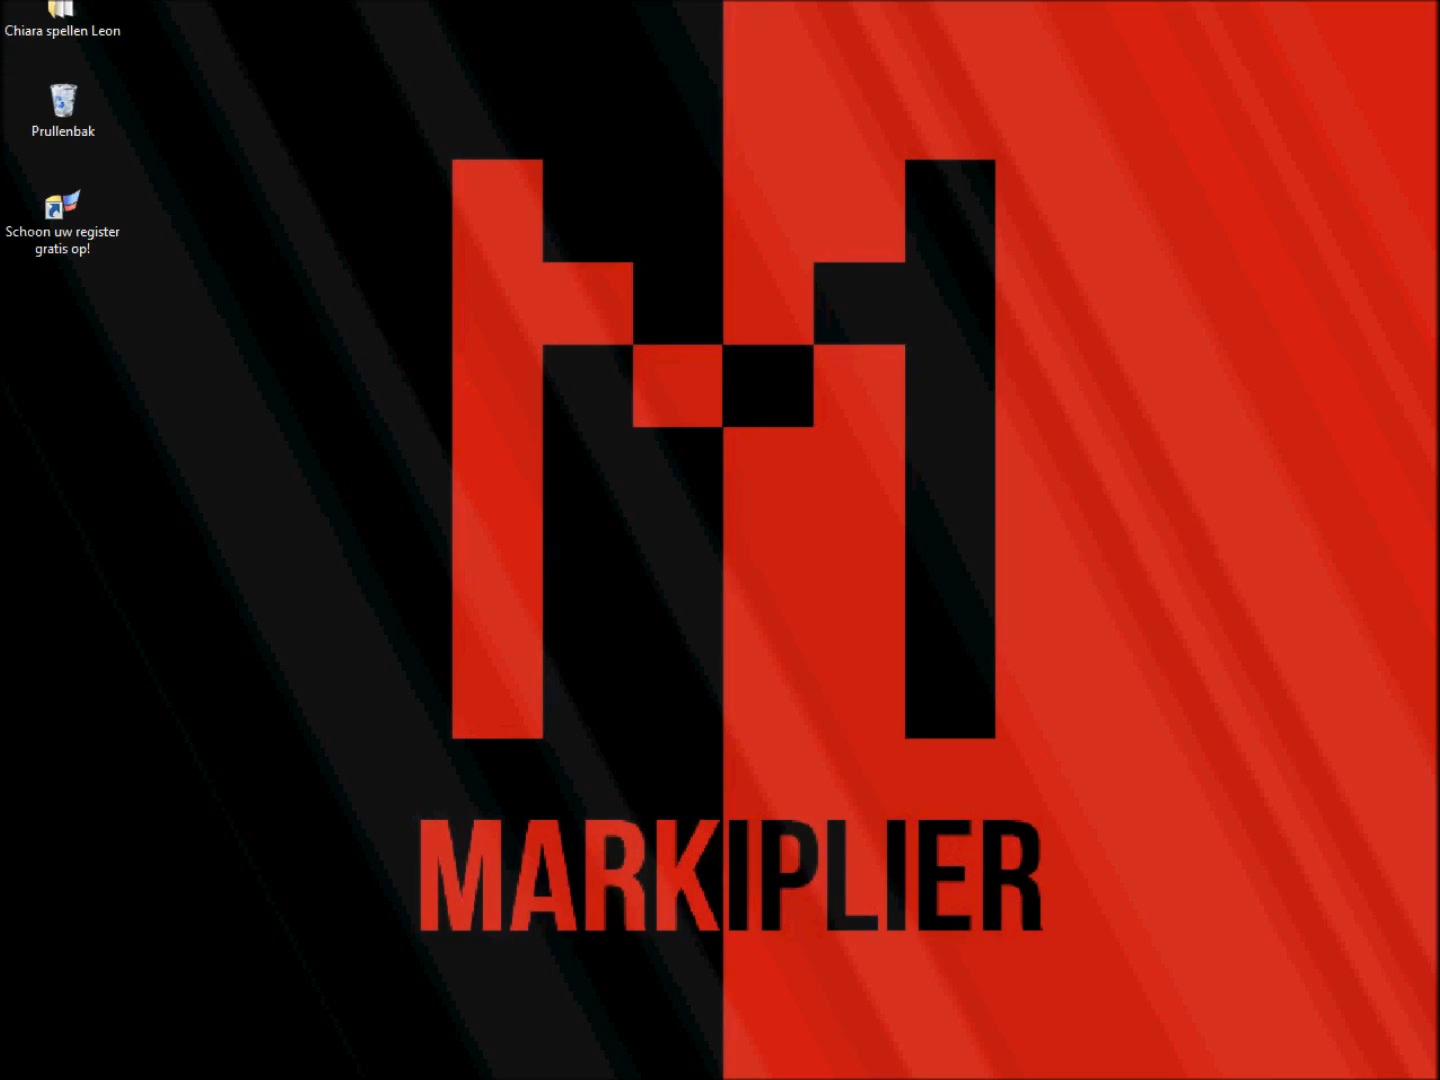 Chiara spellen Leon
Prullenbak
Schoon uw register
gratis op!
MARKIPLIER